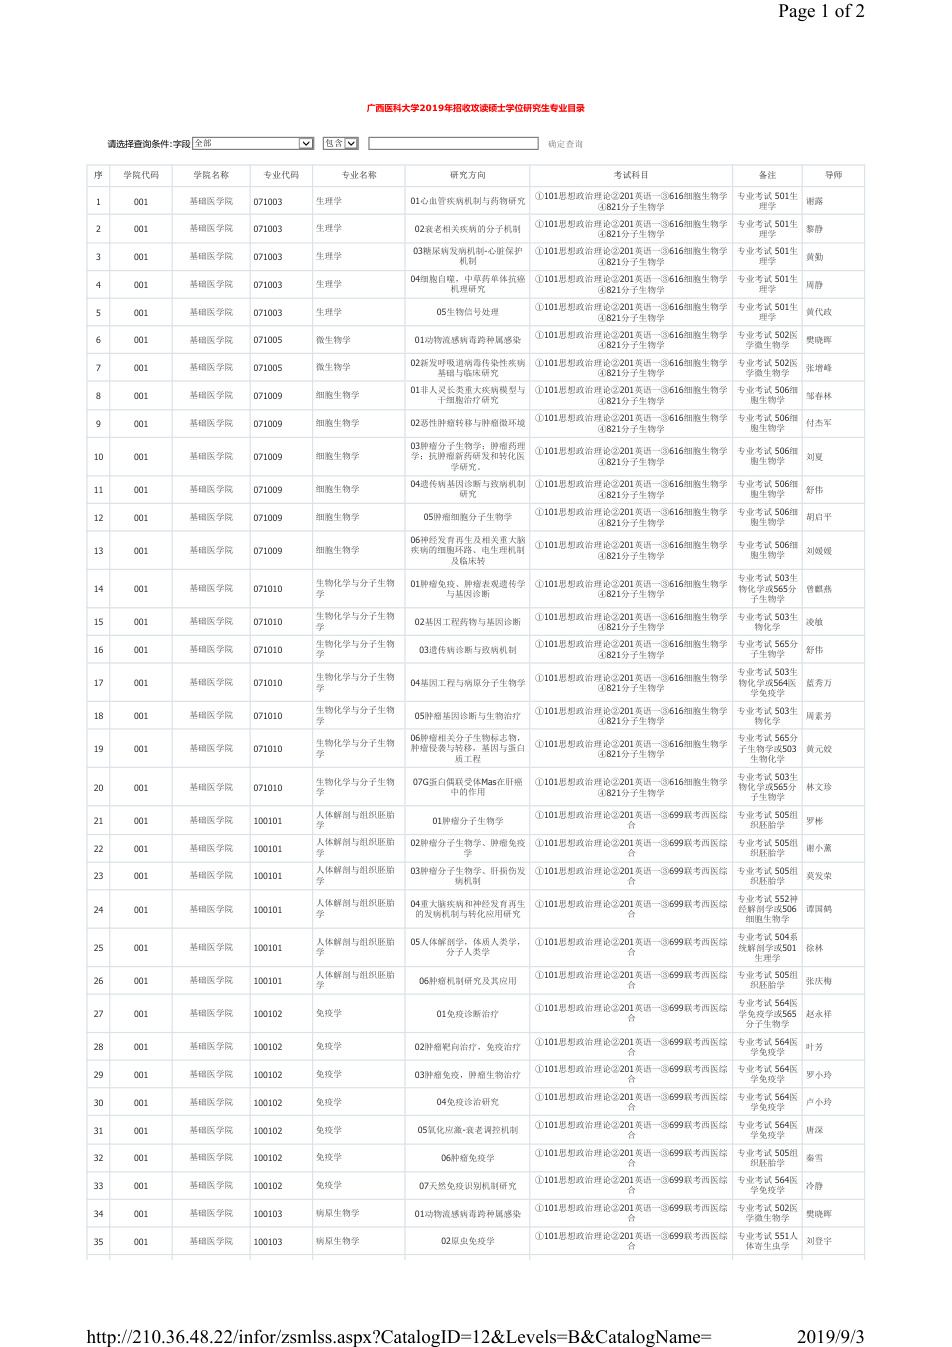 Page 1 of 2
广西医科大学2019年招收攻读硕士学位研究生专业目录
请选择查询条件:字段 全部 包含 确定查询
序 学院代码 学院名称 专业代码 专业名称 研究方向 考试科目 备注 导师
1 001 基础医学院 071003 生理学 01心血管疾病机制与药物研究 ①101思想政治理论②201英语一③616细胞生物学④821分子生物学 专业考试 501生理学 谢露
2 001 基础医学院 071003 生理学 02衰老相关疾病的分子机制 ①101思想政治理论②201英语一③616细胞生物学④821分子生物学 专业考试 501生理学 黎静
3 001 基础医学院 071003 生理学 03糖尿病发病机制-心脏保护机制 ①101思想政治理论②201英语一③616细胞生物学④821分子生物学 专业考试 501生理学 黄勤
4 001 基础医学院 071003 生理学 04细胞自噬，中草药单体抗癌机理研究 ①101思想政治理论②201英语一③616细胞生物学④821分子生物学 专业考试 501生理学 周静
5 001 基础医学院 071003 生理学 05生物信号处理 ①101思想政治理论②201英语一③616细胞生物学④821分子生物学 专业考试 501生理学 黄代政
6 001 基础医学院 071005 微生物学 01动物流感病毒跨种属感染 ①101思想政治理论②201英语一③616细胞生物学④821分子生物学 专业考试 502医学微生物学 樊晓晖
7 001 基础医学院 071005 微生物学 02新发呼吸道病毒传染性疾病基础与临床研究 ①101思想政治理论②201英语一③616细胞生物学④821分子生物学 专业考试 502医学微生物学 张增峰
8 001 基础医学院 071009 细胞生物学 01非人灵长类重大疾病模型与干细胞治疗研究 ①101思想政治理论②201英语一③616细胞生物学④821分子生物学 专业考试 506细胞生物学 邹春林
9 001 基础医学院 071009 细胞生物学 02恶性肿瘤转移与肿瘤微环境 ①101思想政治理论②201英语一③616细胞生物学④821分子生物学 专业考试 506细胞生物学 付杰军
10 001 基础医学院 071009 细胞生物学 03肿瘤分子生物学；肿瘤药理学；抗肿瘤新药研发和转化医学研究。 ①101思想政治理论②201英语一③616细胞生物学④821分子生物学 专业考试 506细胞生物学 刘夏
11 001 基础医学院 071009 细胞生物学 04遗传病基因诊断与致病机制研究 ①101思想政治理论②201英语一③616细胞生物学④821分子生物学 专业考试 506细胞生物学 舒伟
12 001 基础医学院 071009 细胞生物学 05肿瘤细胞分子生物学 ①101思想政治理论②201英语一③616细胞生物学④821分子生物学 专业考试 506细胞生物学 胡启平
13 001 基础医学院 071009 细胞生物学 06神经发育再生及相关重大脑疾病的细胞环路、电生理机制及临床转 ①101思想政治理论②201英语一③616细胞生物学④821分子生物学 专业考试 506细胞生物学 刘媛媛
14 001 基础医学院 071010 生物化学与分子生物学 01肿瘤免疫、肿瘤表观遗传学与基因诊断 ①101思想政治理论②201英语一③616细胞生物学④821分子生物学 专业考试 503生物化学或565分子生物学 曾麒燕
15 001 基础医学院 071010 生物化学与分子生物学 02基因工程药物与基因诊断 ①101思想政治理论②201英语一③616细胞生物学④821分子生物学 专业考试 503生物化学 凌敏
16 001 基础医学院 071010 生物化学与分子生物学 03遗传病诊断与致病机制 ①101思想政治理论②201英语一③616细胞生物学④821分子生物学 专业考试 565分子生物学 舒伟
17 001 基础医学院 071010 生物化学与分子生物学 04基因工程与病原分子生物学 ①101思想政治理论②201英语一③616细胞生物学④821分子生物学 专业考试 503生物化学或564医学免疫学 蓝秀万
18 001 基础医学院 071010 生物化学与分子生物学 05肿瘤基因诊断与生物治疗 ①101思想政治理论②201英语一③616细胞生物学④821分子生物学 专业考试 503生物化学 周素芳
19 001 基础医学院 071010 生物化学与分子生物学 06肿瘤相关分子生物标志物，肿瘤侵袭与转移，基因与蛋白质工程 ①101思想政治理论②201英语一③616细胞生物学④821分子生物学 专业考试 565分子生物学或503生物化学 黄元姣
20 001 基础医学院 071010 生物化学与分子生物学 07G蛋白偶联受体Mas在肝癌中的作用 ①101思想政治理论②201英语一③616细胞生物学④821分子生物学 专业考试 503生物化学或565分子生物学 林文珍
21 001 基础医学院 100101 人体解剖与组织胚胎学 01肿瘤分子生物学 ①101思想政治理论②201英语一③699联考西医综合 专业考试 505组织胚胎学 罗彬
22 001 基础医学院 100101 人体解剖与组织胚胎学 02肿瘤分子生物学、肿瘤免疫学 ①101思想政治理论②201英语一③699联考西医综合 专业考试 505组织胚胎学 谢小薰
23 001 基础医学院 100101 人体解剖与组织胚胎学 03肿瘤分子生物学、肝损伤发病机制 ①101思想政治理论②201英语一③699联考西医综合 专业考试 505组织胚胎学 莫发荣
24 001 基础医学院 100101 人体解剖与组织胚胎学 04重大脑疾病和神经发育再生的发病机制与转化应用研究 ①101思想政治理论②201英语一③699联考西医综合 专业考试 552神经解剖学或506细胞生物学 谭国鹤
25 001 基础医学院 100101 人体解剖与组织胚胎学 05人体解剖学，体质人类学，分子人类学 ①101思想政治理论②201英语一③699联考西医综合 专业考试 504系统解剖学或501生理学 徐林
26 001 基础医学院 100101 人体解剖与组织胚胎学 06肿瘤机制研究及其应用 ①101思想政治理论②201英语一③699联考西医综合 专业考试 505组织胚胎学 张庆梅
27 001 基础医学院 100102 免疫学 01免疫诊断治疗 ①101思想政治理论②201英语一③699联考西医综合 专业考试 564医学免疫学或565分子生物学 赵永祥
28 001 基础医学院 100102 免疫学 02肿瘤靶向治疗，免疫治疗 ①101思想政治理论②201英语一③699联考西医综合 专业考试 564医学免疫学 叶芳
29 001 基础医学院 100102 免疫学 03肿瘤免疫，肿瘤生物治疗 ①101思想政治理论②201英语一③699联考西医综合 专业考试 564医学免疫学 罗小玲
30 001 基础医学院 100102 免疫学 04免疫诊治研究 ①101思想政治理论②201英语一③699联考西医综合 专业考试 564医学免疫学 卢小玲
31 001 基础医学院 100102 免疫学 05氧化应激-衰老调控机制 ①101思想政治理论②201英语一③699联考西医综合 专业考试 564医学免疫学 唐深
32 001 基础医学院 100102 免疫学 06肿瘤免疫学 ①101思想政治理论②201英语一③699联考西医综合 专业考试 505组织胚胎学 秦雪
33 001 基础医学院 100102 免疫学 07天然免疫识别机制研究 ①101思想政治理论②201英语一③699联考西医综合 专业考试 564医学免疫学 冷静
34 001 基础医学院 100103 病原生物学 01动物流感病毒跨种属感染 ①101思想政治理论②201英语一③699联考西医综合 专业考试 502医学微生物学 樊晓晖
35 001 基础医学院 100103 病原生物学 02原虫免疫学 ①101思想政治理论②201英语一③699联考西医综合 专业考试 551人体寄生虫学 刘登宇
http://210.36.48.22/infor/zsmlss.aspx?CatalogID=12&Levels=B&CatalogName= 2019/9/3